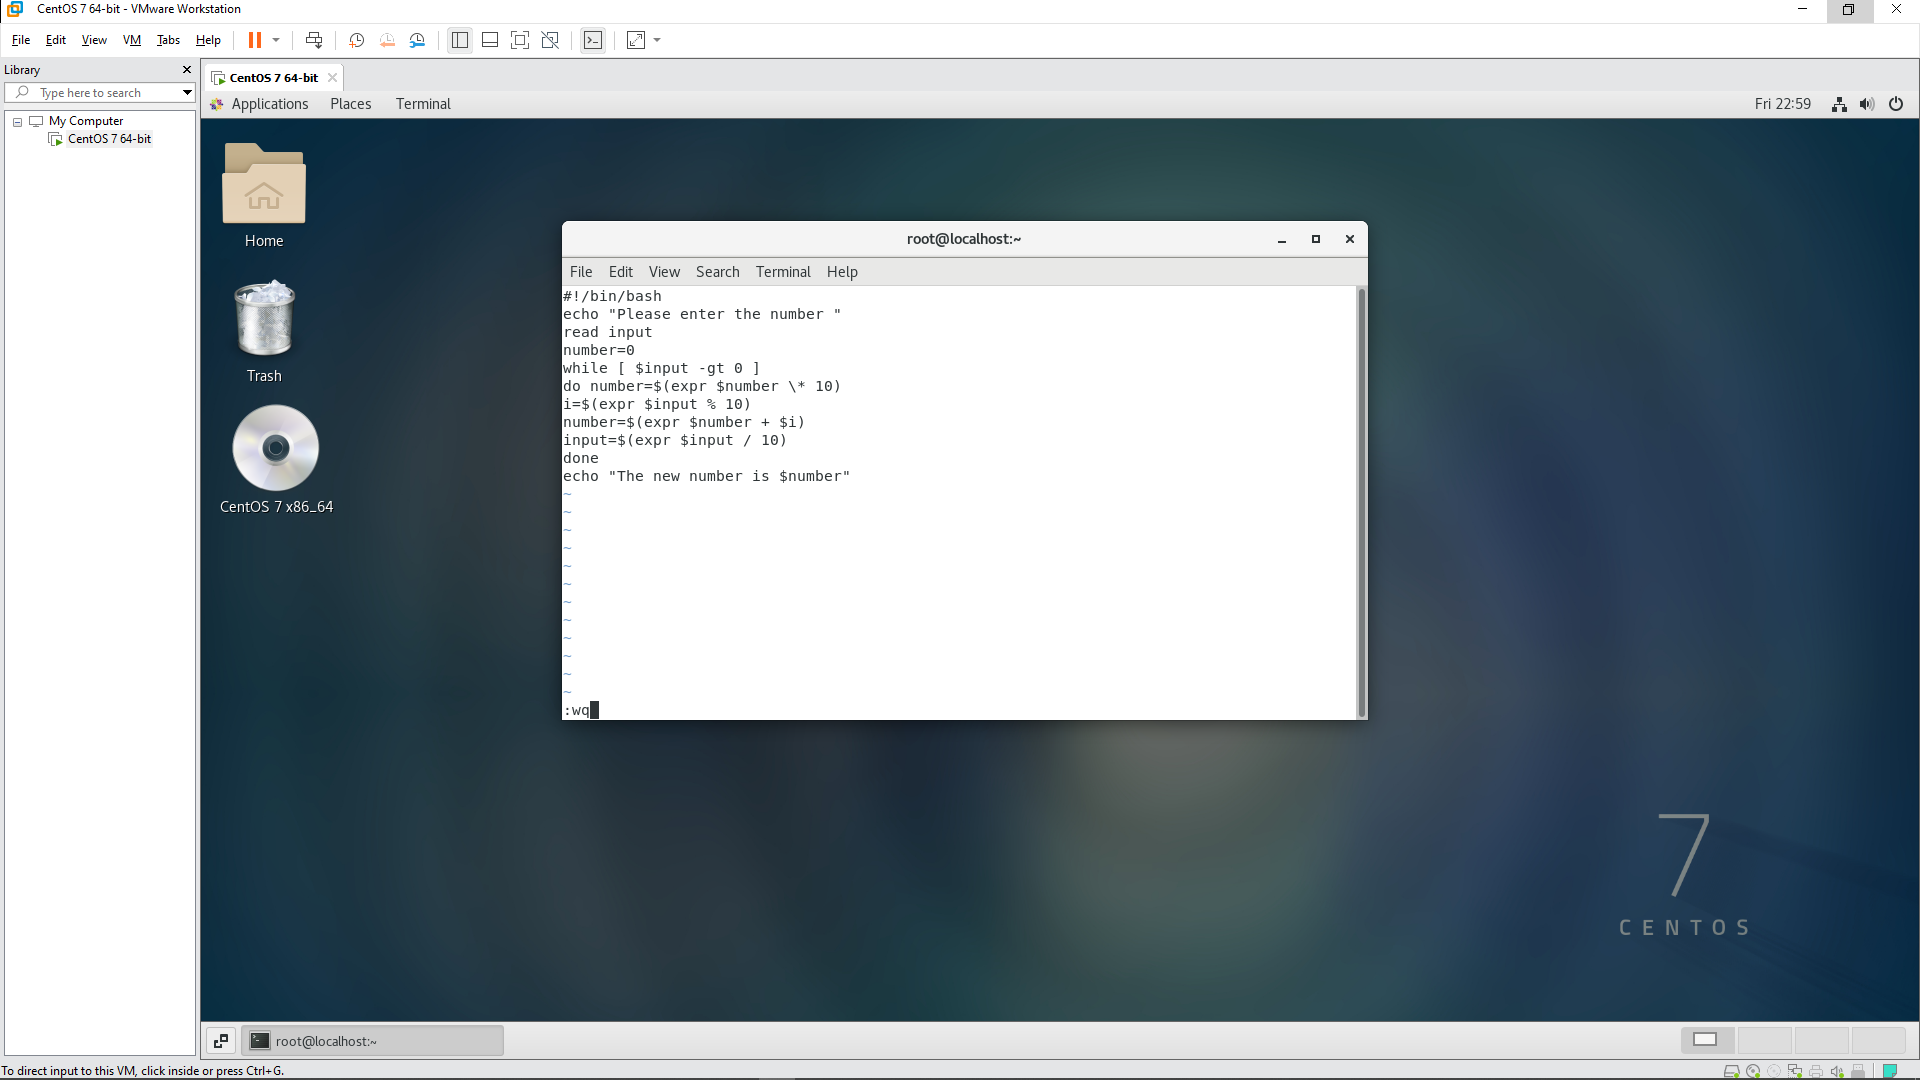 CentOS 7 64-bit - VMware Workstation
File Edit View VM Tabs Help
Library
Type here to search
My Computer
CentOS 7 64-bit
CentOS 7 64-bit
Applications Places Terminal
Fri 22:59
Home
Trash
CentOS 7 x86_64
root@localhost:~
File Edit View Search Terminal Help
#!/bin/bash
echo "Please enter the number "
read input
number=0
while [ $input -gt 0 ]
do number=$(expr $number \* 10)
i=$(expr $input % 10)
number=$(expr $number + $i)
input=$(expr $input / 10)
done
echo "The new number is $number"
~
~
~
~
~
~
~
~
~
~
~
~
:wq
7
CENTOS
root@localhost:~
To direct input to this VM, click inside or press Ctrl+G.